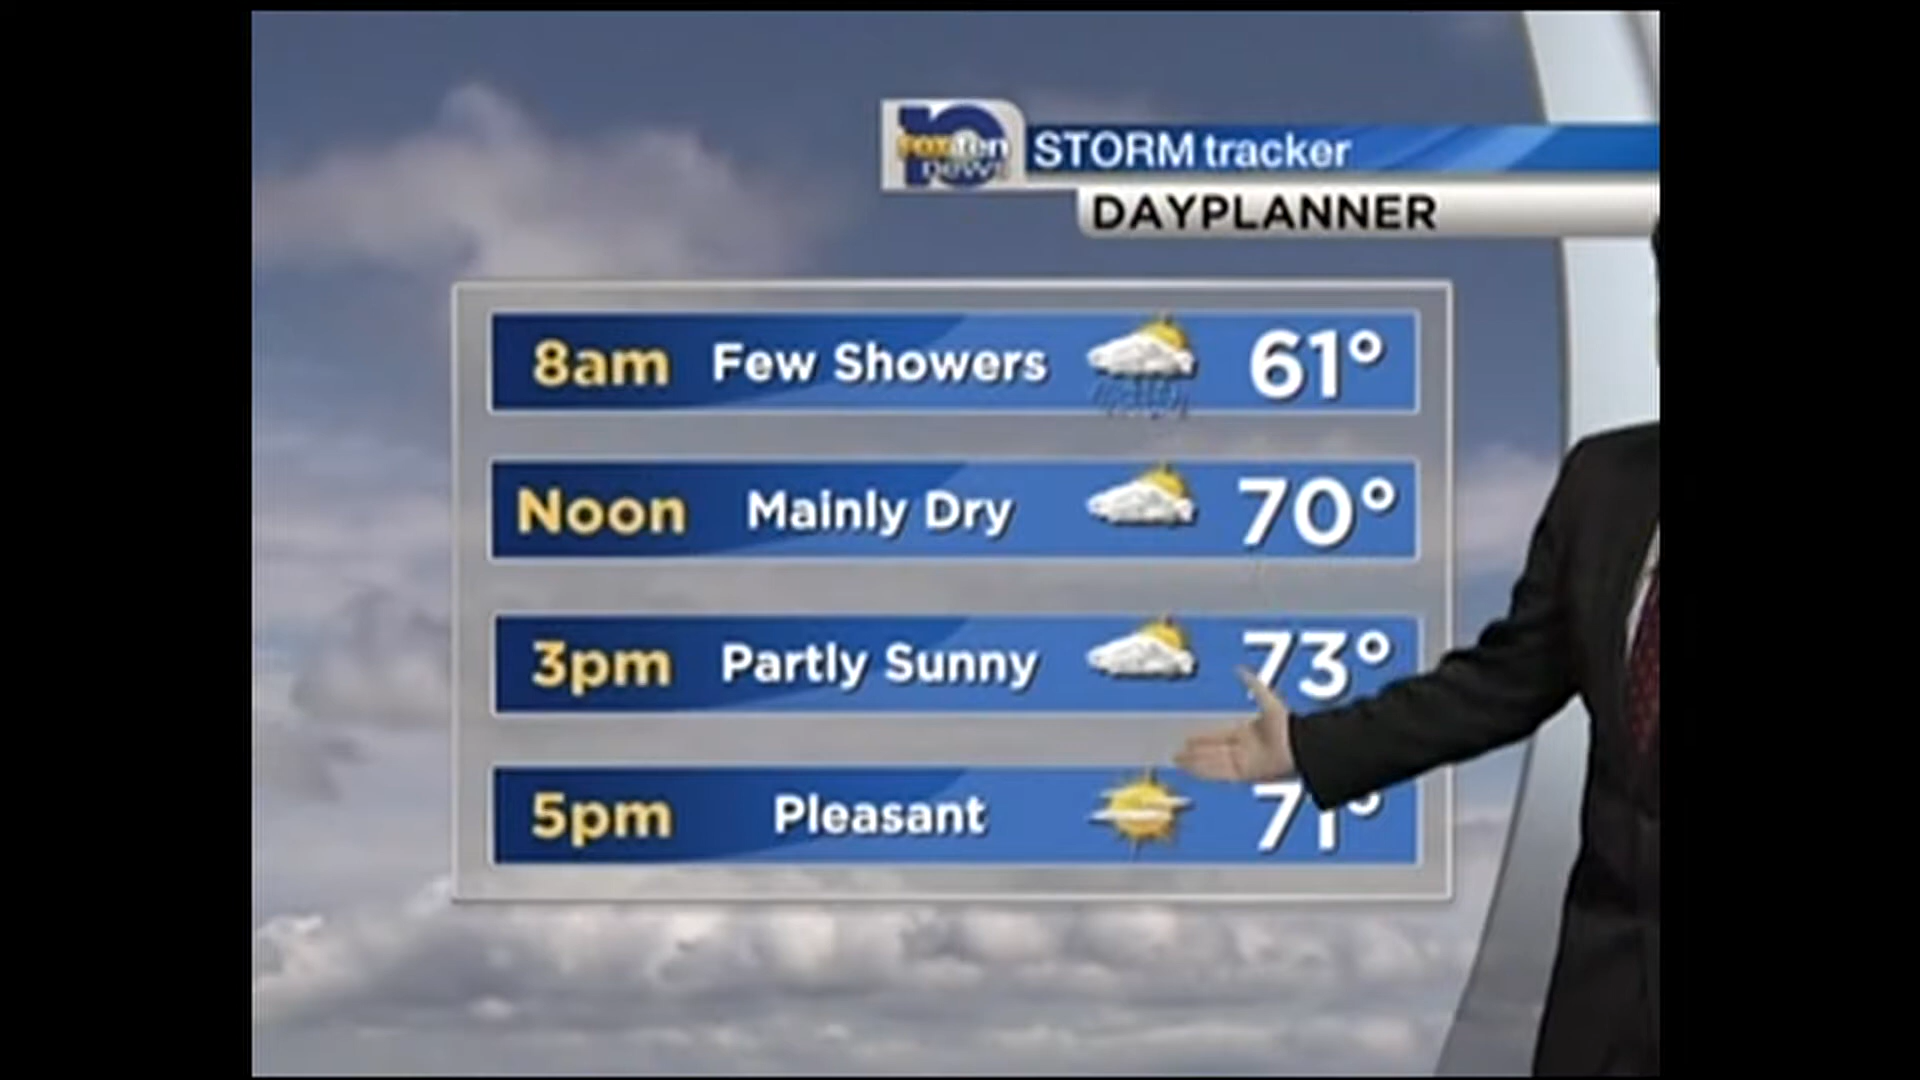 10
fox ten
news
STORM tracker
DAYPLANNER
8am Few Showers 61°
Noon Mainly Dry 70°
3pm Partly Sunny 73°
5pm Pleasant 71°